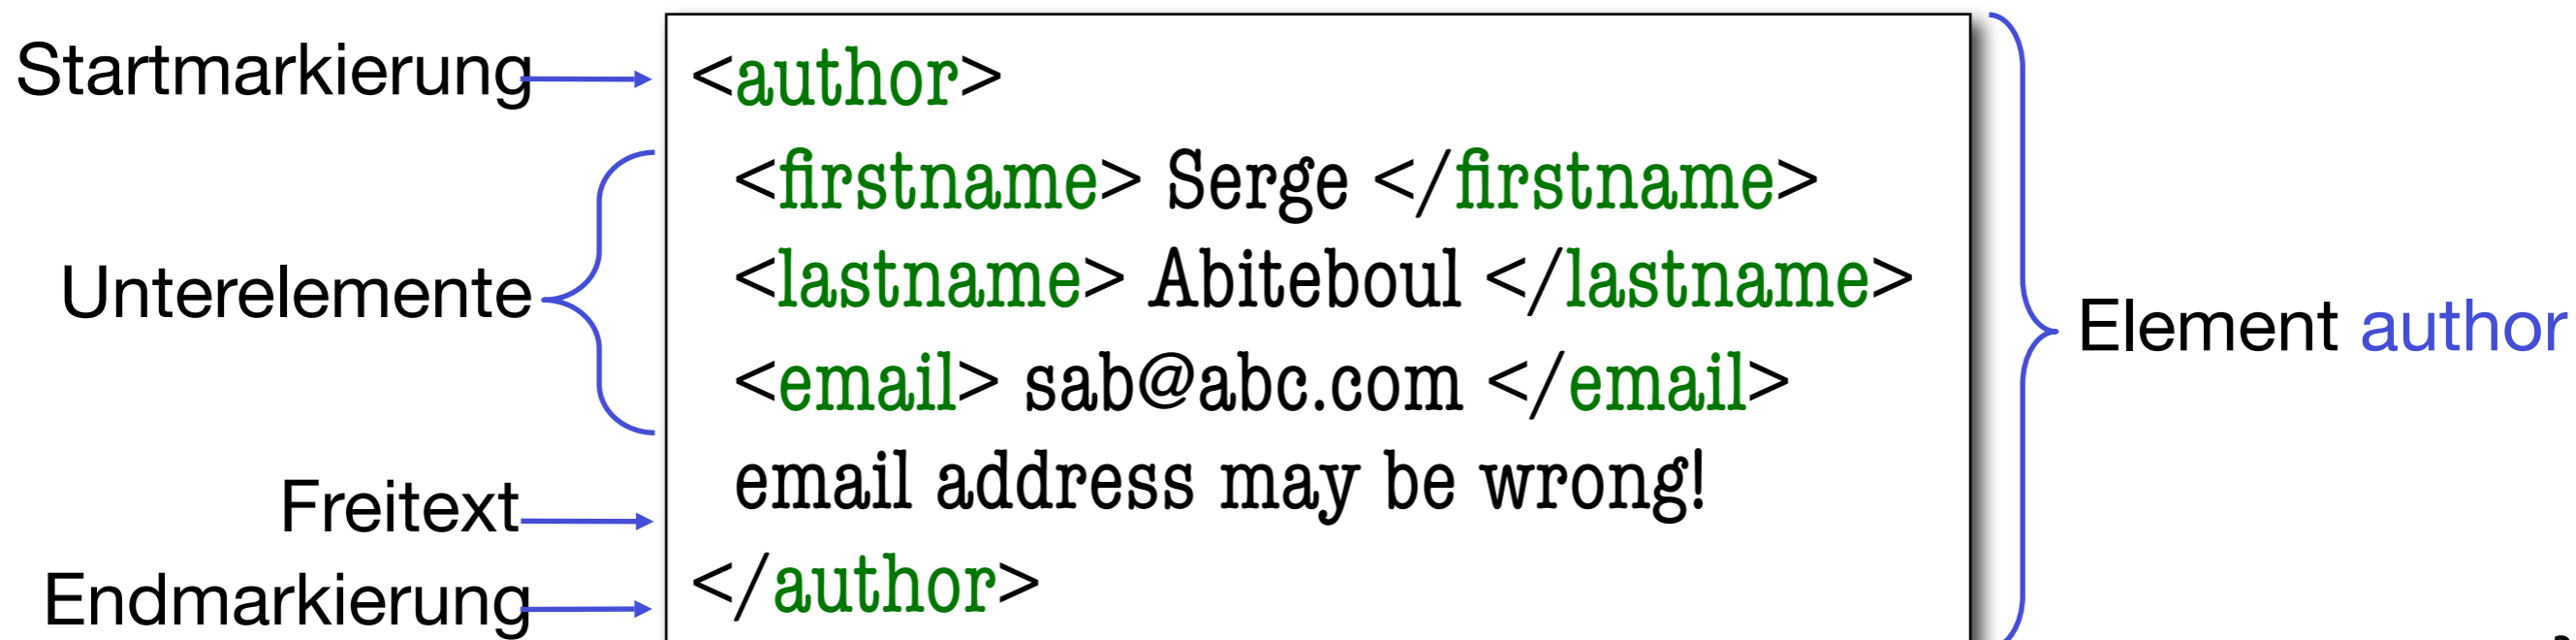 Startmarkierung <author>
<firstname> Serge </firstname>
<lastname> Abiteboul </lastname>
Unterelemente
Element author
<email> sab@abc.com </email>
email address may be wrong!
Freitext
Endmarkierung </author>